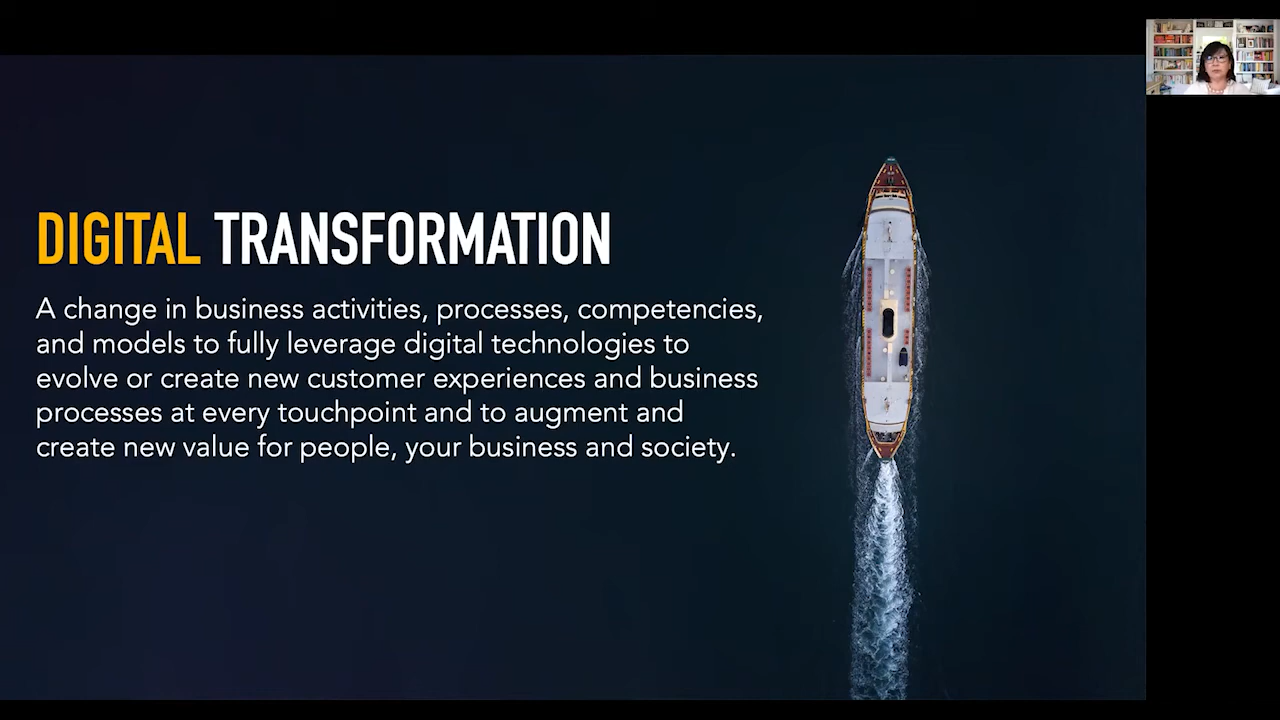 DIGITAL TRANSFORMATION
A change in business activities, processes, competencies,
and models to fully leverage digital technologies to
evolve or create new customer experiences and business
processes at every touchpoint and to augment and
create new value for people, your business and society.